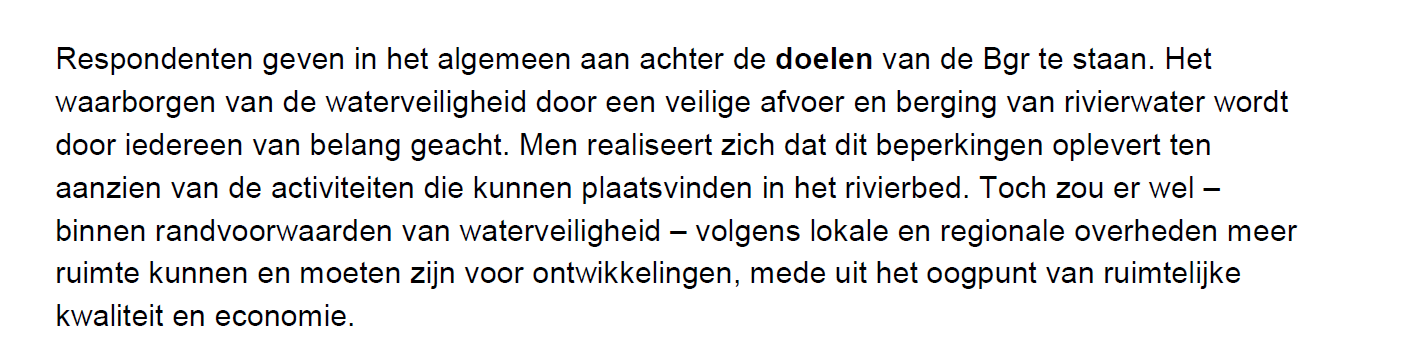 Respondenten geven in het algemeen aan achter de doelen van de Bgr te staan. Het
waarborgen van de waterveiligheid door een veilige afvoer en berging van rivierwater wordt
door iedereen van belang geacht. Men realiseert zich dat dit beperkingen oplevert ten
aanzien van de activiteiten die kunnen plaatsvinden in het rivierbed. Toch zou er wel –
binnen randvoorwaarden van waterveiligheid – volgens lokale en regionale overheden meer
ruimte kunnen en moeten zijn voor ontwikkelingen, mede uit het oogpunt van ruimtelijke
kwaliteit en economie.